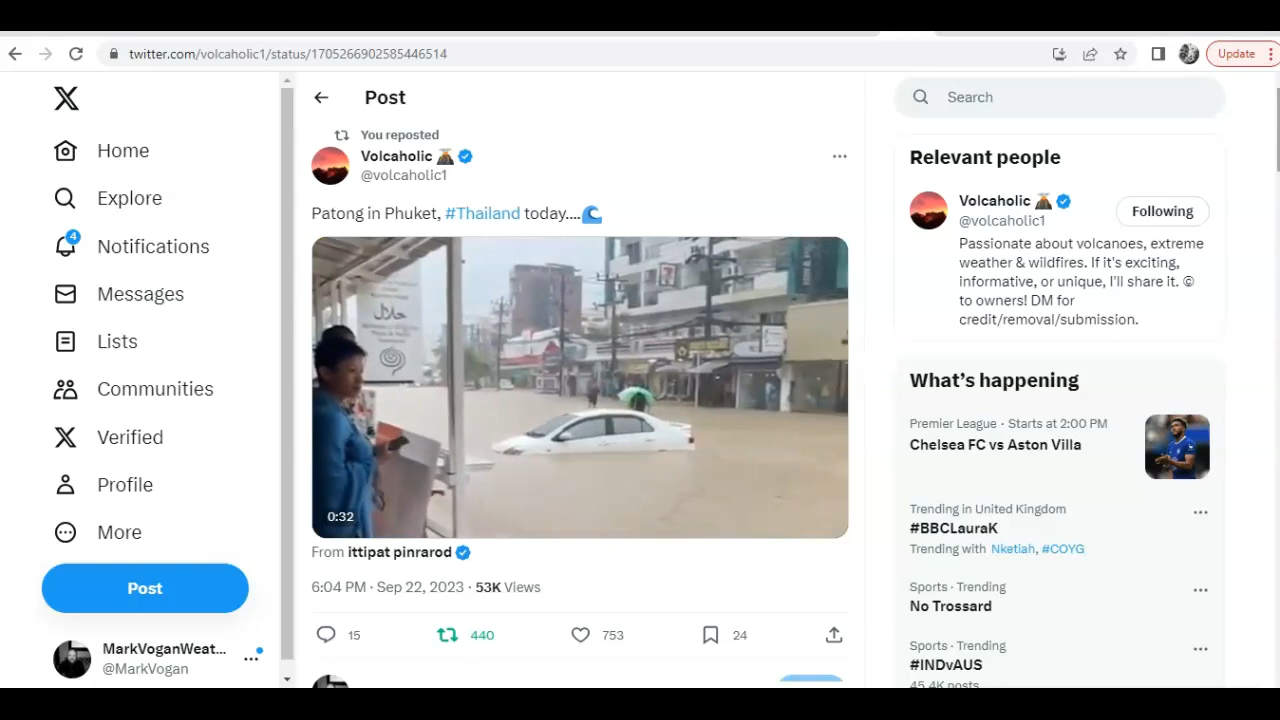 twitter.com/volcaholic1/status/1705266902585446514
Update
Home
Explore
4
Notifications
Messages
Lists
Communities
Verified
Profile
More
Post
MarkVoganWeat...
@MarkVogan
Post
You reposted
Volcaholic
@volcaholic1
Patong in Phuket, #Thailand today....
حلال
7
0:32
From ittipat pinrarod
6:04 PM · Sep 22, 2023 · 53K Views
15
440
753
24
Search
Relevant people
Volcaholic
@volcaholic1
Following
Passionate about volcanoes, extreme
weather & wildfires. If it's exciting,
informative, or unique, I'll share it. ©
to owners! DM for
credit/removal/submission.
What's happening
Premier League · Starts at 2:00 PM
Chelsea FC vs Aston Villa
Trending in United Kingdom
#BBCLauraK
Trending with Nketiah, #COYG
Sports · Trending
No Trossard
Sports · Trending
#INDvAUS
45.4K posts